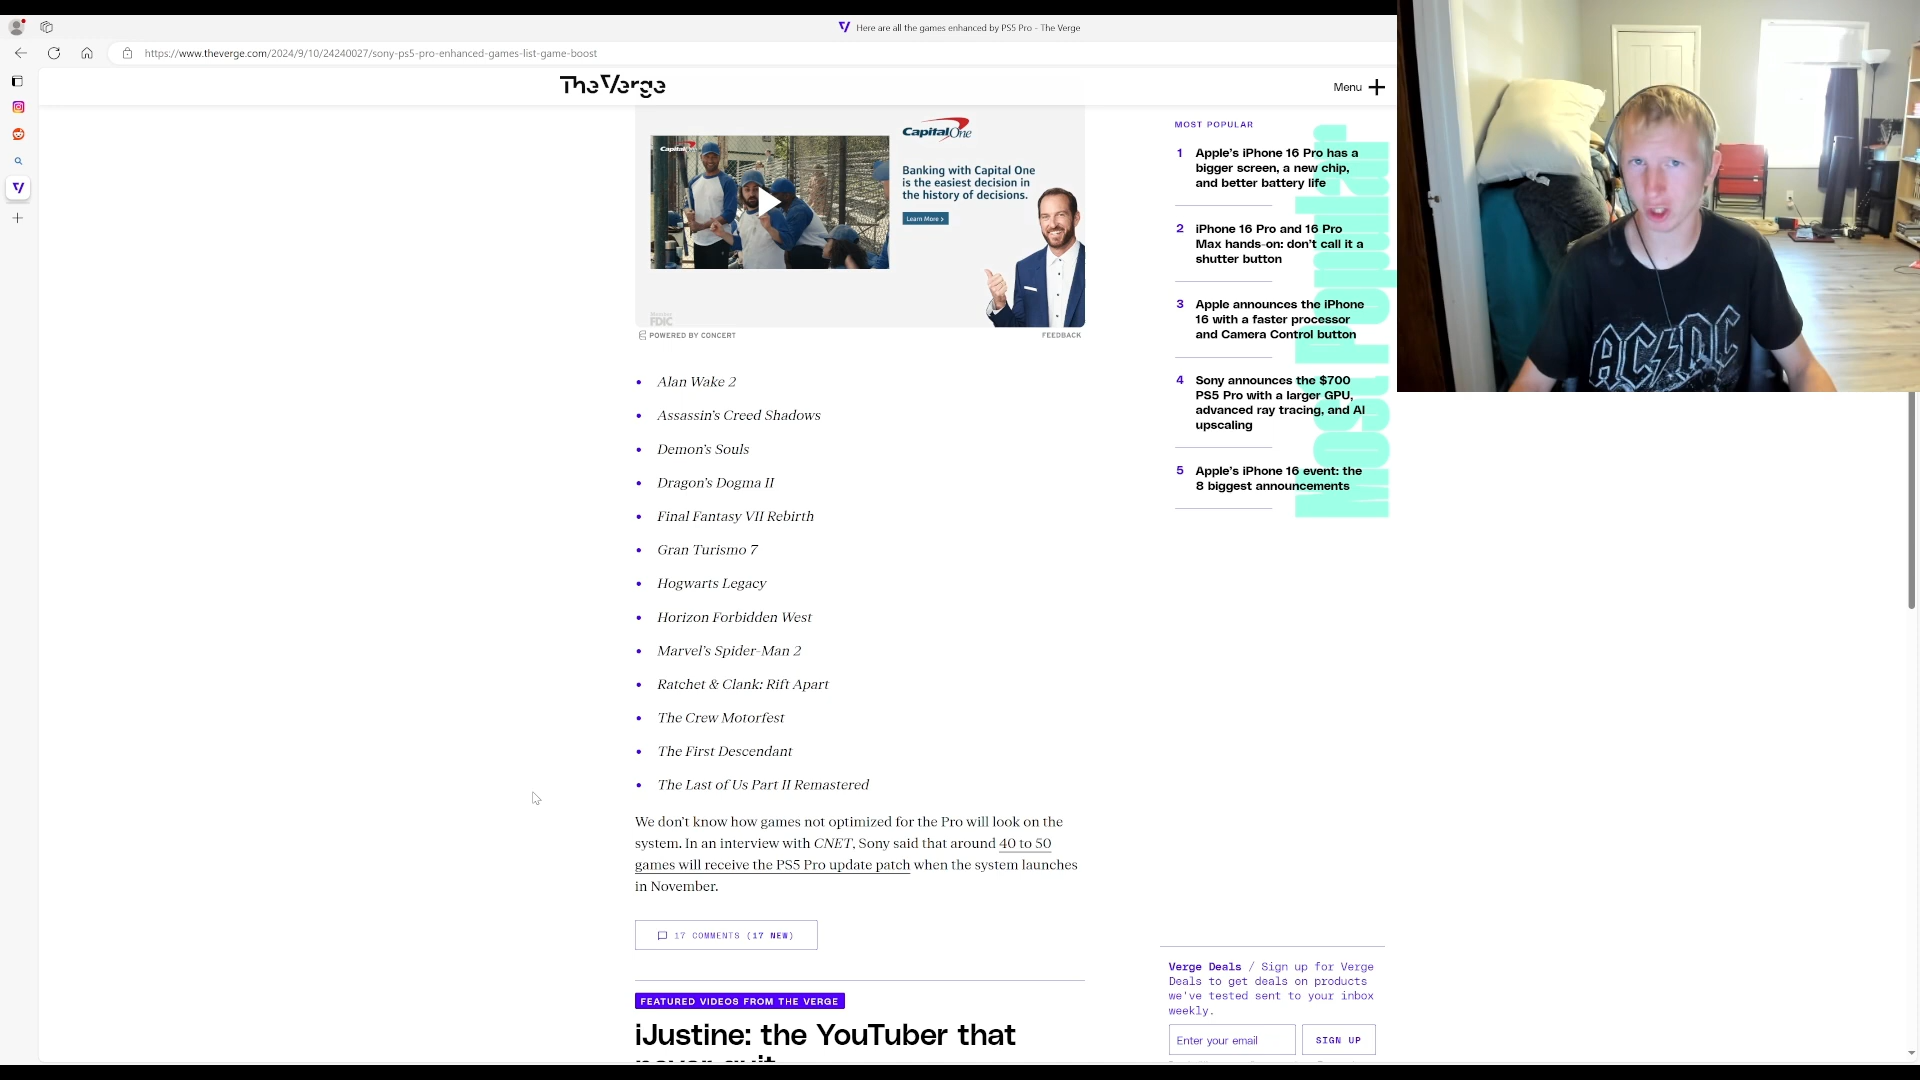 Here are all the games enhanced by PS5 Pro - The Verge
https://www.theverge.com/2024/9/10/24240027/sony-ps5-pro-enhanced-games-list-game-boost
TheVerge
Menu
CapitalOne
Capital One
Banking with Capital One
is the easiest decision in
the history of decisions.
Learn More >
FDIC
POWERED BY CONCERT
FEEDBACK
Alan Wake 2
Assassin's Creed Shadows
Demon's Souls
Dragon's Dogma II
Final Fantasy VII Rebirth
Gran Turismo 7
Hogwarts Legacy
Horizon Forbidden West
Marvel's Spider-Man 2
Ratchet & Clank: Rift Apart
The Crew Motorfest
The First Descendant
The Last of Us Part II Remastered
We don't know how games not optimized for the Pro will look on the
system. In an interview with CNET, Sony said that around 40 to 50
games will receive the PS5 Pro update patch when the system launches
in November.
17 COMMENTS (17 NEW)
FEATURED VIDEOS FROM THE VERGE
iJustine: the YouTuber that
never quit
MOST POPULAR
Most Popular
1 Apple's iPhone 16 Pro has a
bigger screen, a new chip,
and better battery life
2 iPhone 16 Pro and 16 Pro
Max hands-on: don't call it a
shutter button
3 Apple announces the iPhone
16 with a faster processor
and Camera Control button
4 Sony announces the $700
PS5 Pro with a larger GPU,
advanced ray tracing, and AI
upscaling
5 Apple's iPhone 16 event: the
8 biggest announcements
Verge Deals / Sign up for Verge
Deals to get deals on products
we've tested sent to your inbox
weekly.
Enter your email
SIGN UP
AC DC